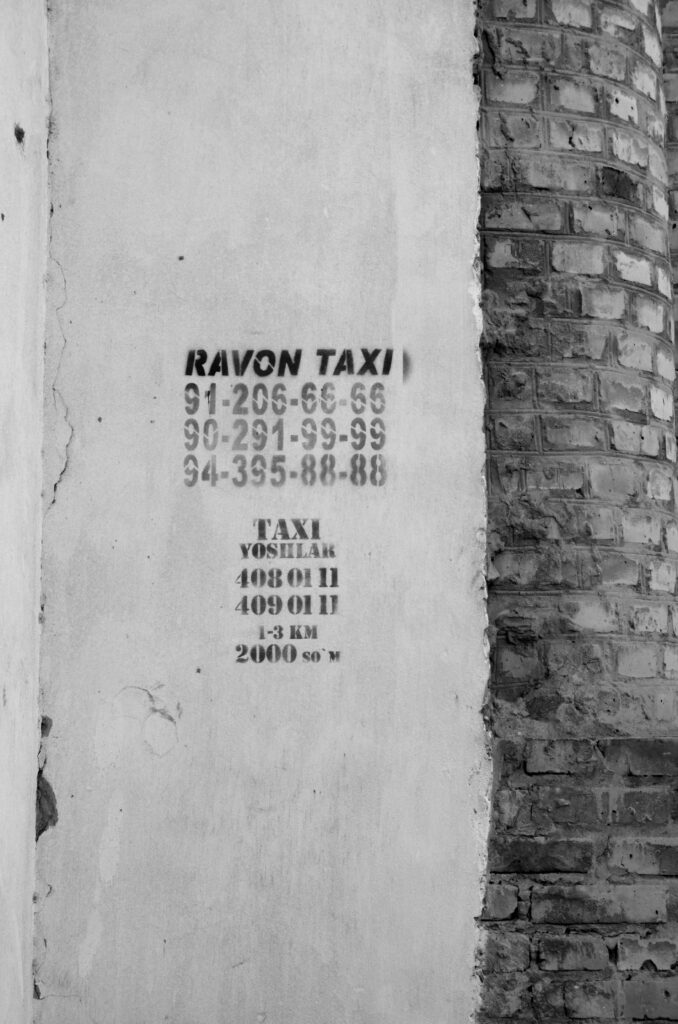 RAVON TAXI
91-206-66-66
90-291-99-99
94-395-88-88
TAXI
YOSHLAR
408 01 11
409 01 11
1-3 KM
2000 SO`M